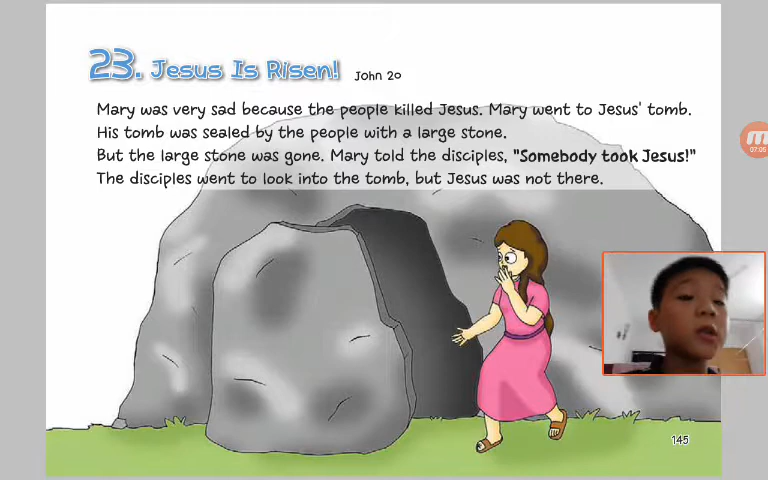 23. Jesus Is Risen! John 20
Mary was very sad because the people killed Jesus. Mary went to Jesus' tomb.
His tomb was sealed by the people with a large stone.
But the large stone was gone. Mary told the disciples, "Somebody took Jesus!"
The disciples went to look into the tomb, but Jesus was not there.
M
07:05
145